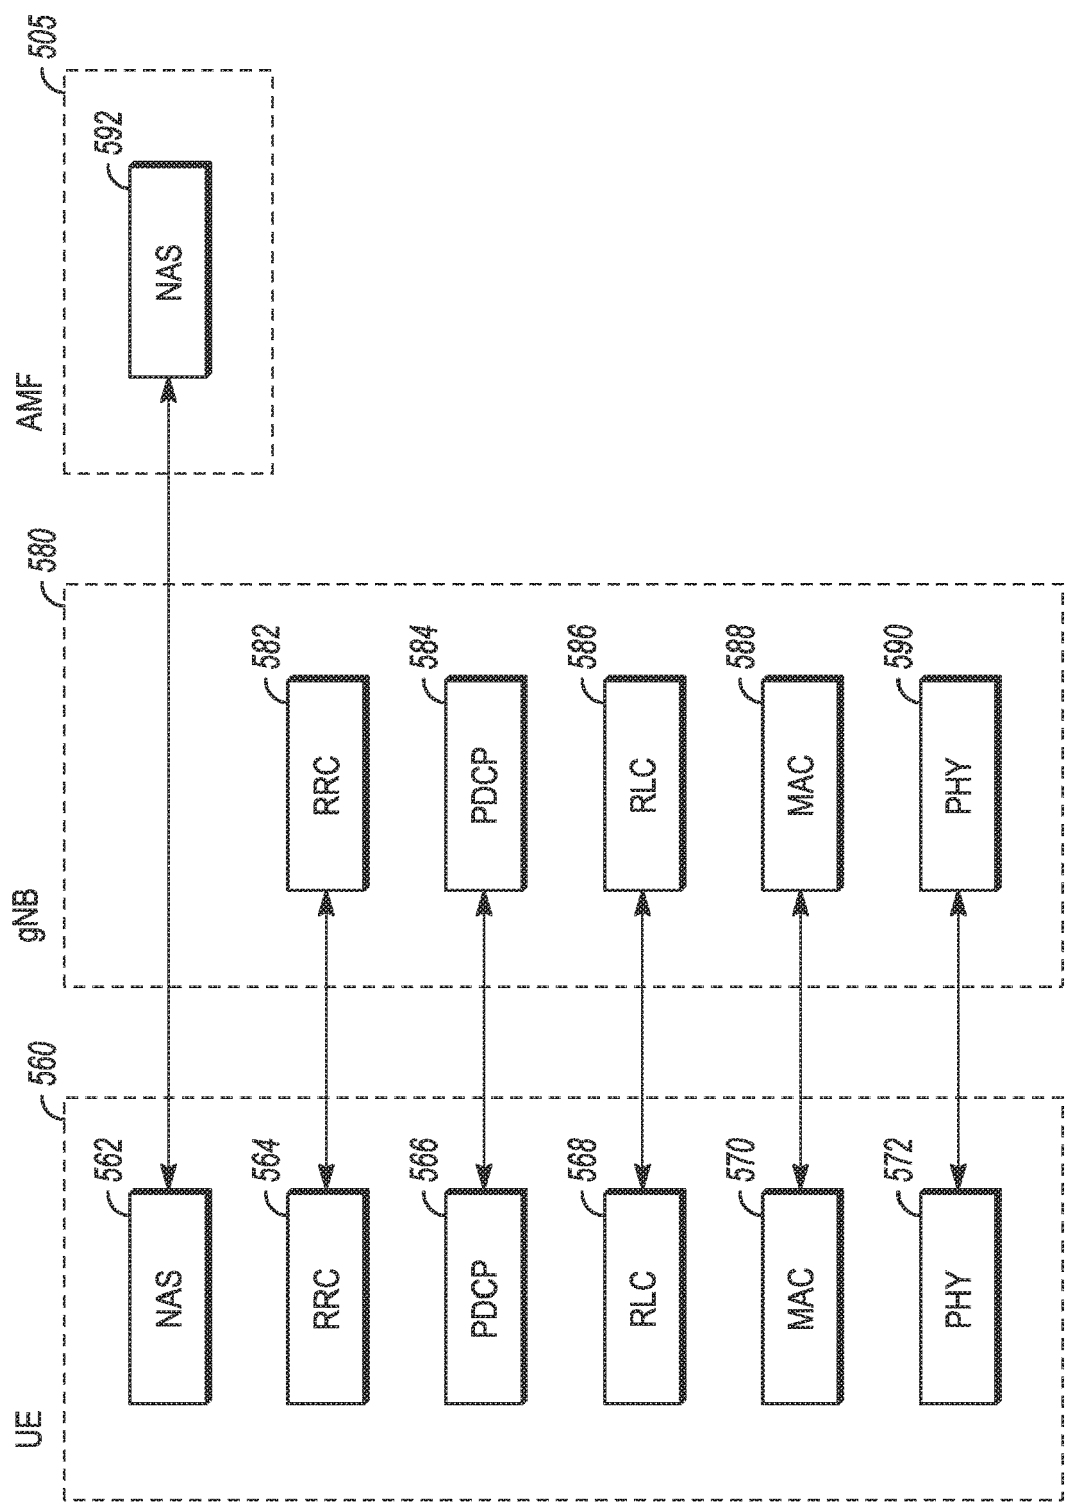 UE
560
NAS
562
RRC
564
PDCP
566
RLC
568
MAC
570
PHY
572
gNB
580
RRC
582
PDCP
584
RLC
586
MAC
588
PHY
590
AMF
505
NAS
592